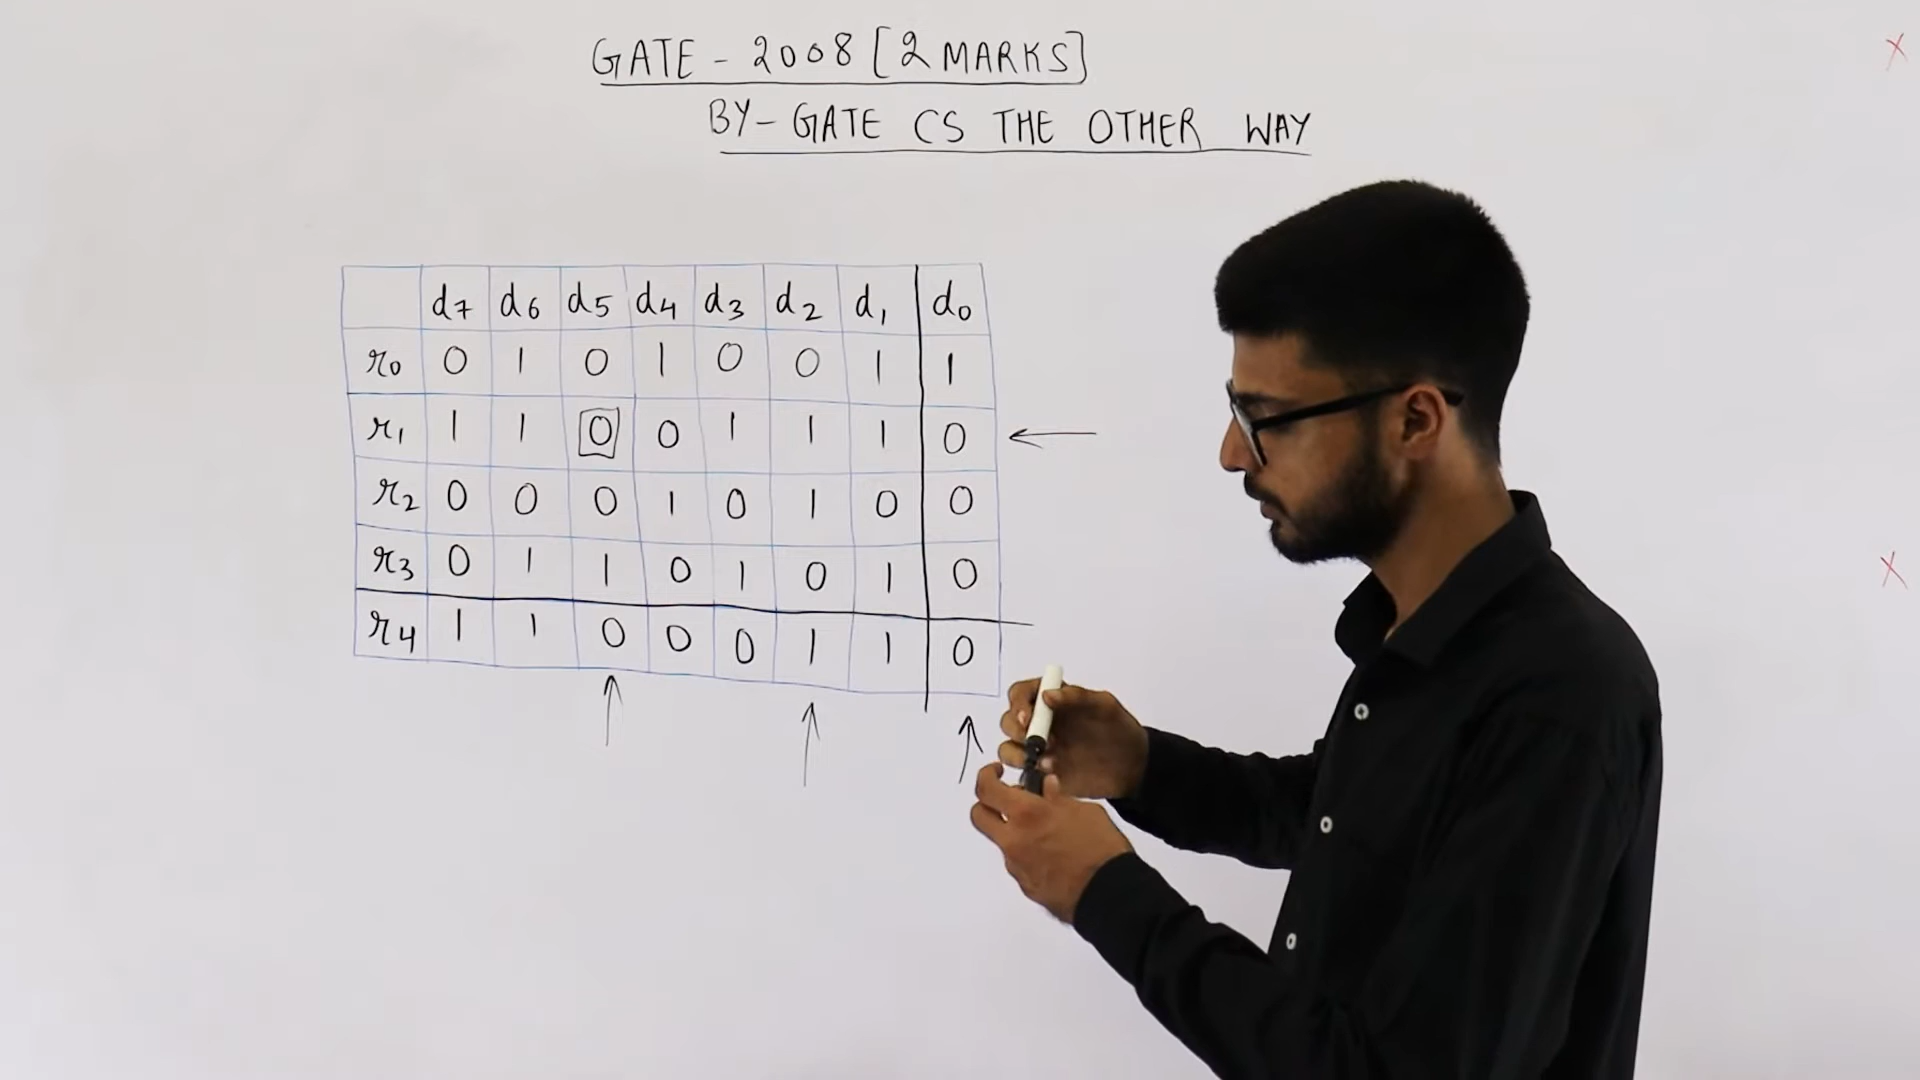 GATE - 2008 [2 MARKS]
BY - GATE CS THE OTHER WAY
d7 d6 d5 d4 d3 d2 d1 d0
r0 0 1 0 1 0 0 1 1
r1 1 1 0 0 1 1 1 0
r2 0 0 0 1 0 1 0 0
r3 0 1 1 0 1 0 1 0
r4 1 1 0 0 0 1 1 0